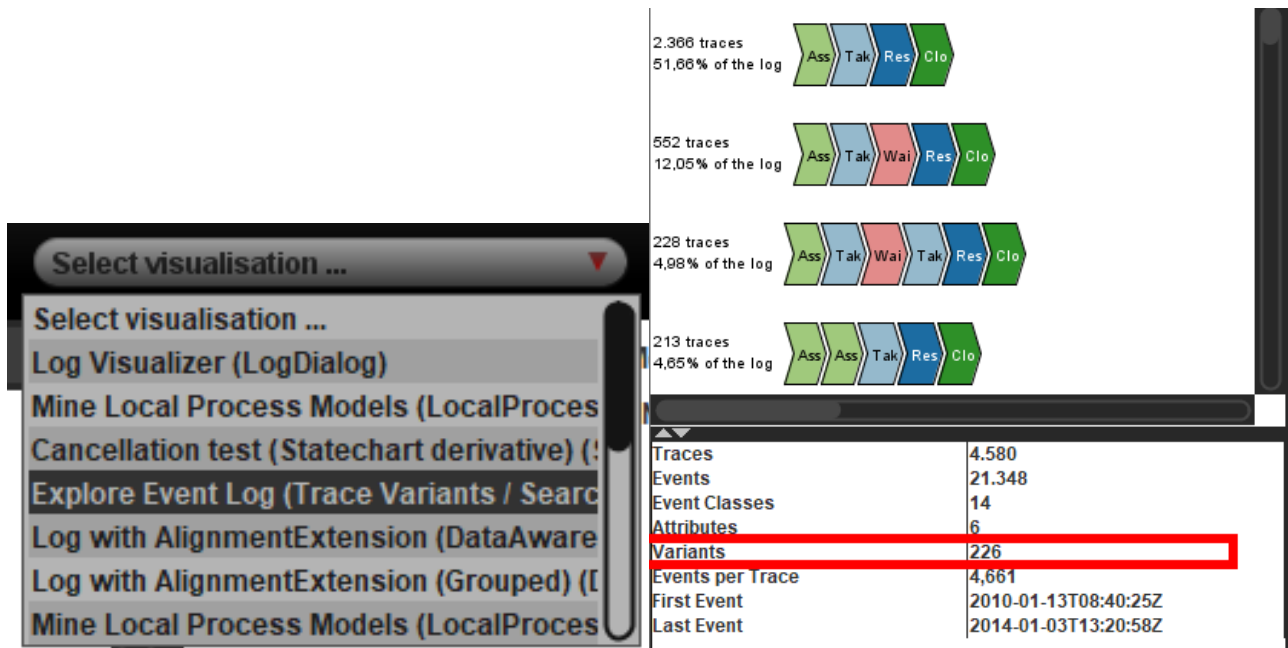 Select visualisation ...
Select visualisation ...
Log Visualizer (LogDialog)
Mine Local Process Models (LocalProces
Cancellation test (Statechart derivative) (
Explore Event Log (Trace Variants / Searc
Log with AlignmentExtension (DataAware
Log with AlignmentExtension (Grouped) (
Mine Local Process Models (LocalProces
2.366 traces
51,66% of the log
Ass Tak Res Clo
552 traces
12,05% of the log
Ass Tak Wai Res Clo
228 traces
4,98% of the log
Ass Tak Wai Tak Res Clo
213 traces
4,65% of the log
Ass Ass Tak Res Clo
Traces 4.580
Events 21.348
Event Classes 14
Attributes 6
Variants 226
Events per Trace 4,661
First Event 2010-01-13T08:40:25Z
Last Event 2014-01-03T13:20:58Z